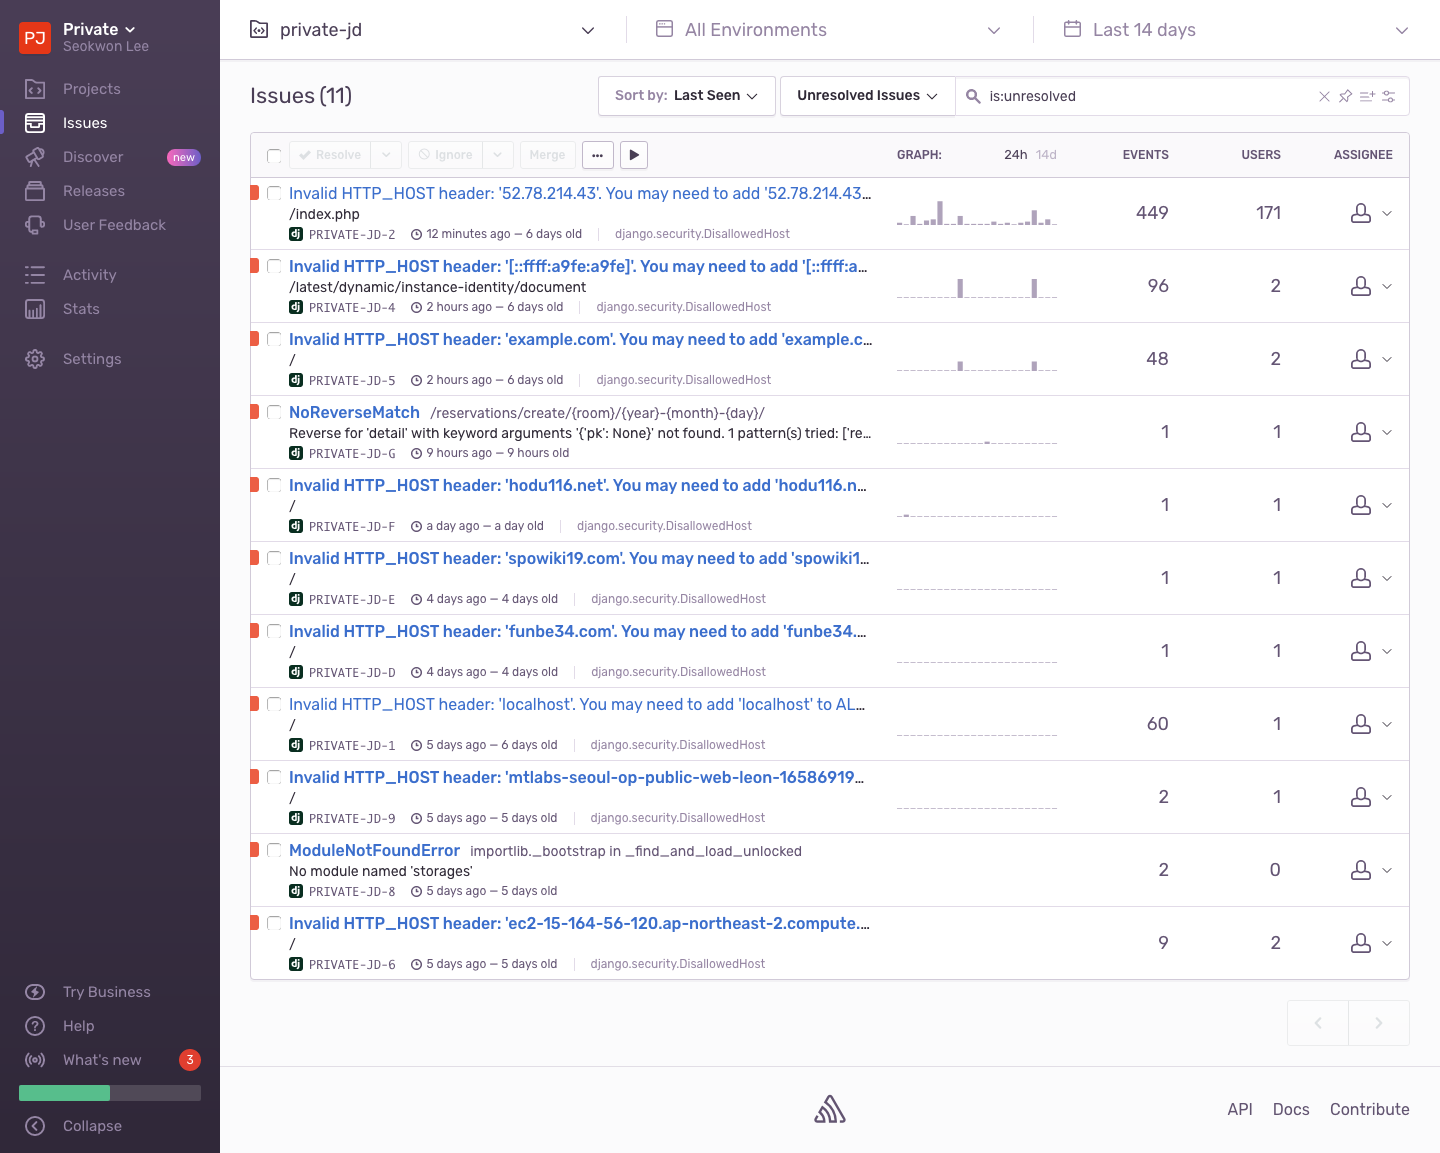 PJ
Private
Seokwon Lee
Projects
Issues
Discover new
Releases
User Feedback
Activity
Stats
Settings
Try Business
Help
What's new 3
Collapse
private-jd
All Environments
Last 14 days
Issues (11)
Sort by: Last Seen
Unresolved Issues
is:unresolved
Resolve Ignore Merge GRAPH: 24h 14d EVENTS USERS ASSIGNEE
Invalid HTTP_HOST header: '52.78.214.43'. You may need to add '52.78.214.43...
/index.php
449 171
dj PRIVATE-JD-Z 12 minutes ago — 6 days old django.security.DisallowedHost
Invalid HTTP_HOST header: '[::ffff:a9fe:a9fe]'. You may need to add '[::ffff:a...
/latest/dynamic/instance-identity/document
96 2
dj PRIVATE-JD-4 2 hours ago — 6 days old django.security.DisallowedHost
Invalid HTTP_HOST header: 'example.com'. You may need to add 'example.c...
/
48 2
dj PRIVATE-JD-5 2 hours ago — 6 days old django.security.DisallowedHost
NoReverseMatch /reservations/create/{room}/{year}-{month}-{day}/
Reverse for 'detail' with keyword arguments '{'pk': None}' not found. 1 pattern(s) tried: ['re...
1 1
dj PRIVATE-JD-G 9 hours ago — 9 hours old
Invalid HTTP_HOST header: 'hodu116.net'. You may need to add 'hodu116.n...
/
1 1
dj PRIVATE-JD-F a day ago — a day old django.security.DisallowedHost
Invalid HTTP_HOST header: 'spowiki19.com'. You may need to add 'spowiki1...
/
1 1
dj PRIVATE-JD-E 4 days ago — 4 days old django.security.DisallowedHost
Invalid HTTP_HOST header: 'funbe34.com'. You may need to add 'funbe34....
/
1 1
dj PRIVATE-JD-D 4 days ago — 4 days old django.security.DisallowedHost
Invalid HTTP_HOST header: 'localhost'. You may need to add 'localhost' to AL...
/
60 1
dj PRIVATE-JD-1 5 days ago — 6 days old django.security.DisallowedHost
Invalid HTTP_HOST header: 'mtlabs-seoul-op-public-web-leon-16586919...
/
2 1
dj PRIVATE-JD-9 5 days ago — 5 days old django.security.DisallowedHost
ModuleNotFoundError importlib._bootstrap in _find_and_load_unlocked
No module named 'storages'
2 0
dj PRIVATE-JD-8 5 days ago — 5 days old
Invalid HTTP_HOST header: 'ec2-15-164-56-120.ap-northeast-2.compute....
/
9 2
dj PRIVATE-JD-6 5 days ago — 5 days old django.security.DisallowedHost
API Docs Contribute